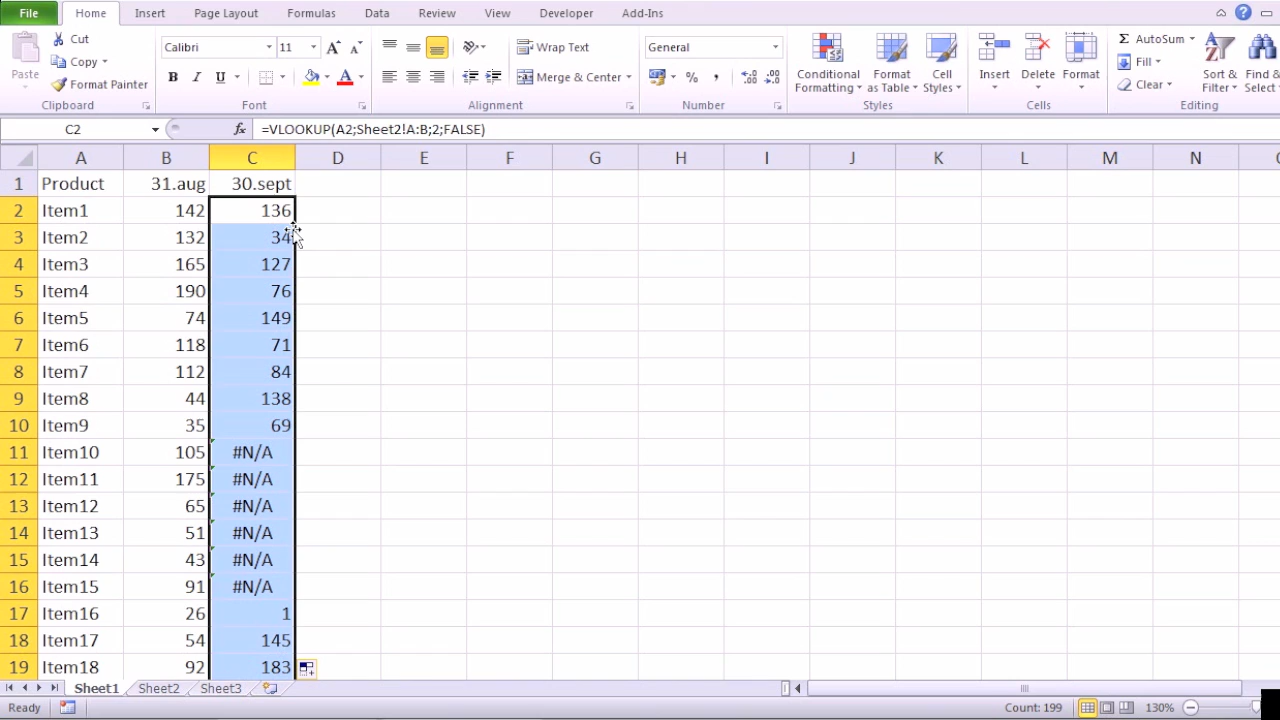 File Home Insert Page Layout Formulas Data Review View Developer Add-Ins
Paste Cut Copy Format Painter Clipboard
Calibri 11 A A B I U A Font
Wrap Text Merge & Center Alignment
General % , Number
Conditional Formatting Format as Table Cell Styles Styles
Insert Delete Format Cells
Σ AutoSum Fill Clear Sort & Filter Find & Select Editing
C2 fx =VLOOKUP(A2;Sheet2!A:B;2;FALSE)
A B C D E F G H I J K L M N
1 Product 31.aug 30.sept
2 Item1 142 136
3 Item2 132 34
4 Item3 165 127
5 Item4 190 76
6 Item5 74 149
7 Item6 118 71
8 Item7 112 84
9 Item8 44 138
10 Item9 35 69
11 Item10 105 #N/A
12 Item11 175 #N/A
13 Item12 65 #N/A
14 Item13 51 #N/A
15 Item14 43 #N/A
16 Item15 91 #N/A
17 Item16 26 1
18 Item17 54 145
19 Item18 92 183
Sheet1 Sheet2 Sheet3
Ready Count: 199 130%